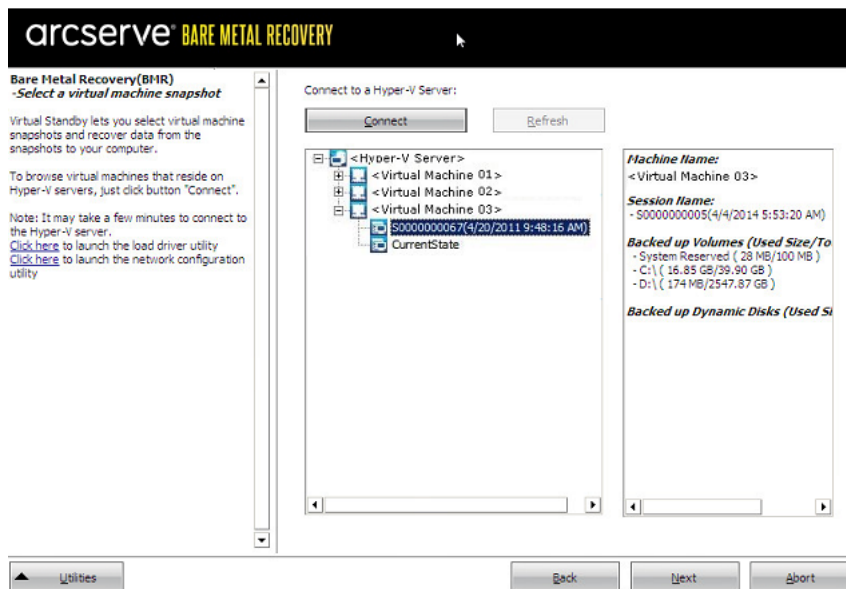 arcserve® BARE METAL RECOVERY
Bare Metal Recovery(BMR)
-Select a virtual machine snapshot
Virtual Standby lets you select virtual machine
snapshots and recover data from the
snapshots to your computer.
To browse virtual machines that reside on
Hyper-V servers, just click button "Connect".
Note: It may take a few minutes to connect to
the Hyper-V server.
Click here to launch the load driver utility
Click here to launch the network configuration
utility
Connect to a Hyper-V Server:
Connect
Refresh
<Hyper-V Server>
<Virtual Machine 01>
<Virtual Machine 02>
<Virtual Machine 03>
S0000000067(4/20/2011 9:48:16 AM)
CurrentState
Machine Name:
<Virtual Machine 03>
Session Name:
- S0000000005(4/4/2014 5:53:20 AM)
Backed up Volumes (Used Size/To
- System Reserved ( 28 MB/100 MB )
- C:\ ( 16.85 GB/39.90 GB )
- D:\ ( 174 MB/2547.87 GB )
Backed up Dynamic Disks (Used Si
Utilities
Back
Next
Abort